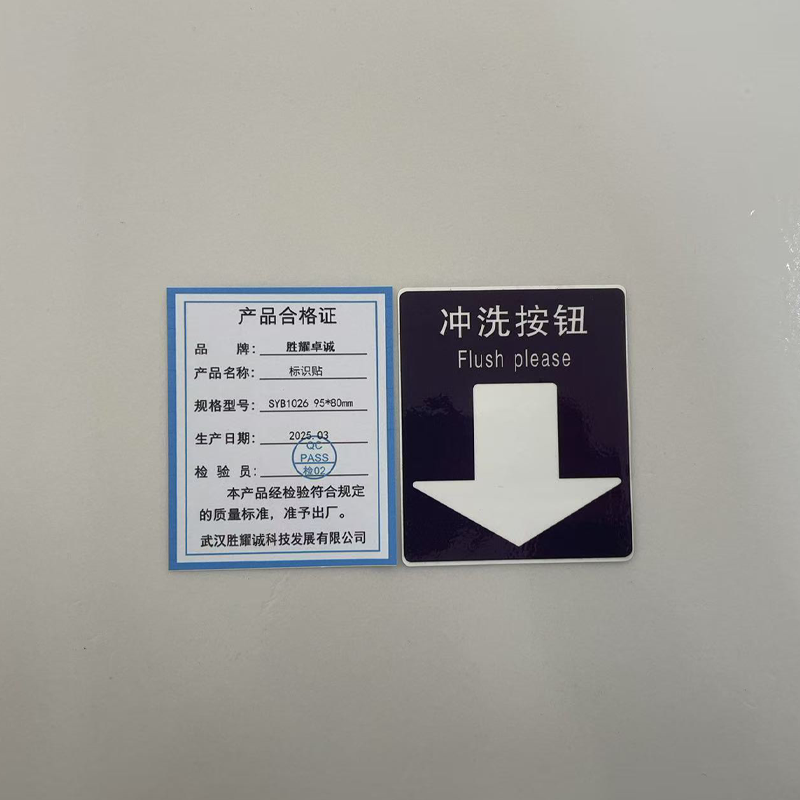 产品合格证
品 牌: 胜耀卓诚
产品名称: 标识贴
规格型号: SYB1026 95*80mm
生产日期: 2025.03
QC
PASS
检02
检 验 员:
本产品经检验符合规定
的质量标准，准予出厂。
武汉胜耀诚科技发展有限公司
冲洗按钮
Flush please